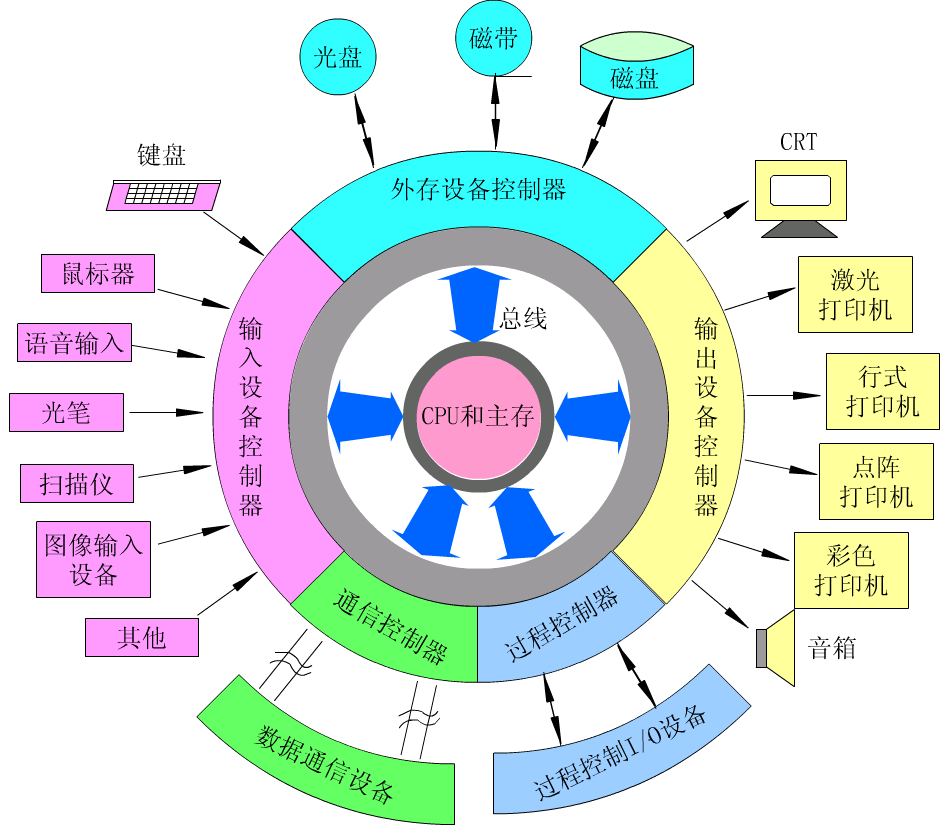 光盘
磁带
磁盘
键盘
CRT
外存设备控制器
鼠标器
语音输入
光笔
扫描仪
图像输入
设备
其他
输入设备控制器
总线
CPU和主存
输出设备控制器
激光
打印机
行式
打印机
点阵
打印机
彩色
打印机
音箱
通信控制器
过程控制器
数据通信设备
过程控制I/O设备